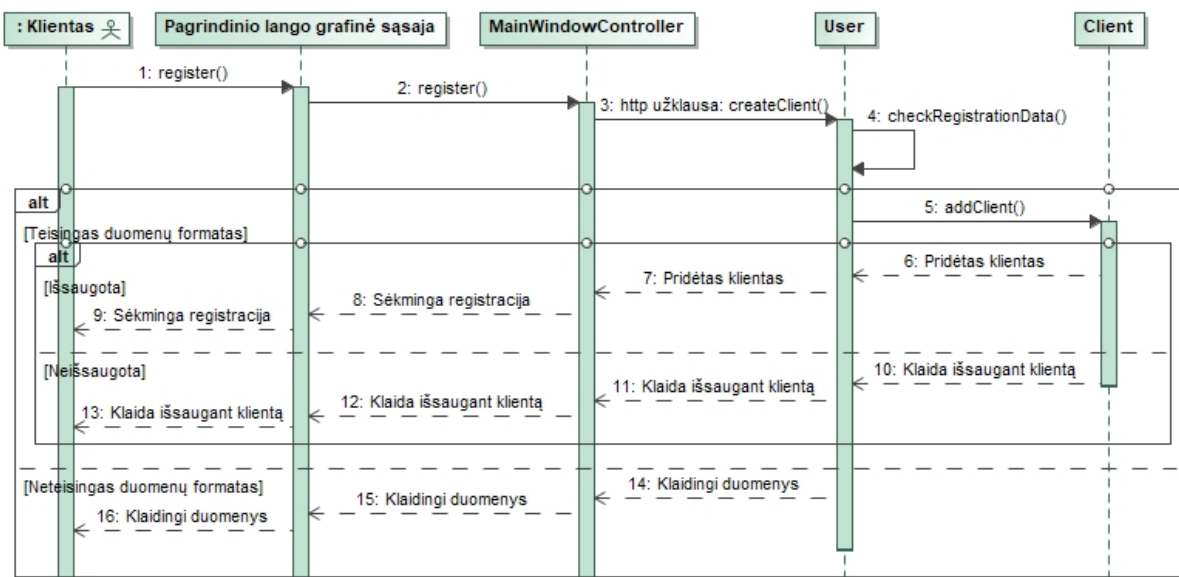 : Klientas
Pagrindinio lango grafinė sąsaja
MainWindowController
User
Client
1: register()
2: register()
3: http užklausa: createClient()
4: checkRegistrationData()
alt
5: addClient()
[Teisingas duomenų formatas]
alt
6: Pridėtas klientas
7: Pridėtas klientas
[Išsaugota]
8: Sėkminga registracija
9: Sėkminga registracija
[Neišsaugota]
10: Klaida išsaugant klientą
11: Klaida išsaugant klientą
12: Klaida išsaugant klientą
13: Klaida išsaugant klientą
[Neteisingas duomenų formatas]
14: Klaidingi duomenys
15: Klaidingi duomenys
16: Klaidingi duomenys